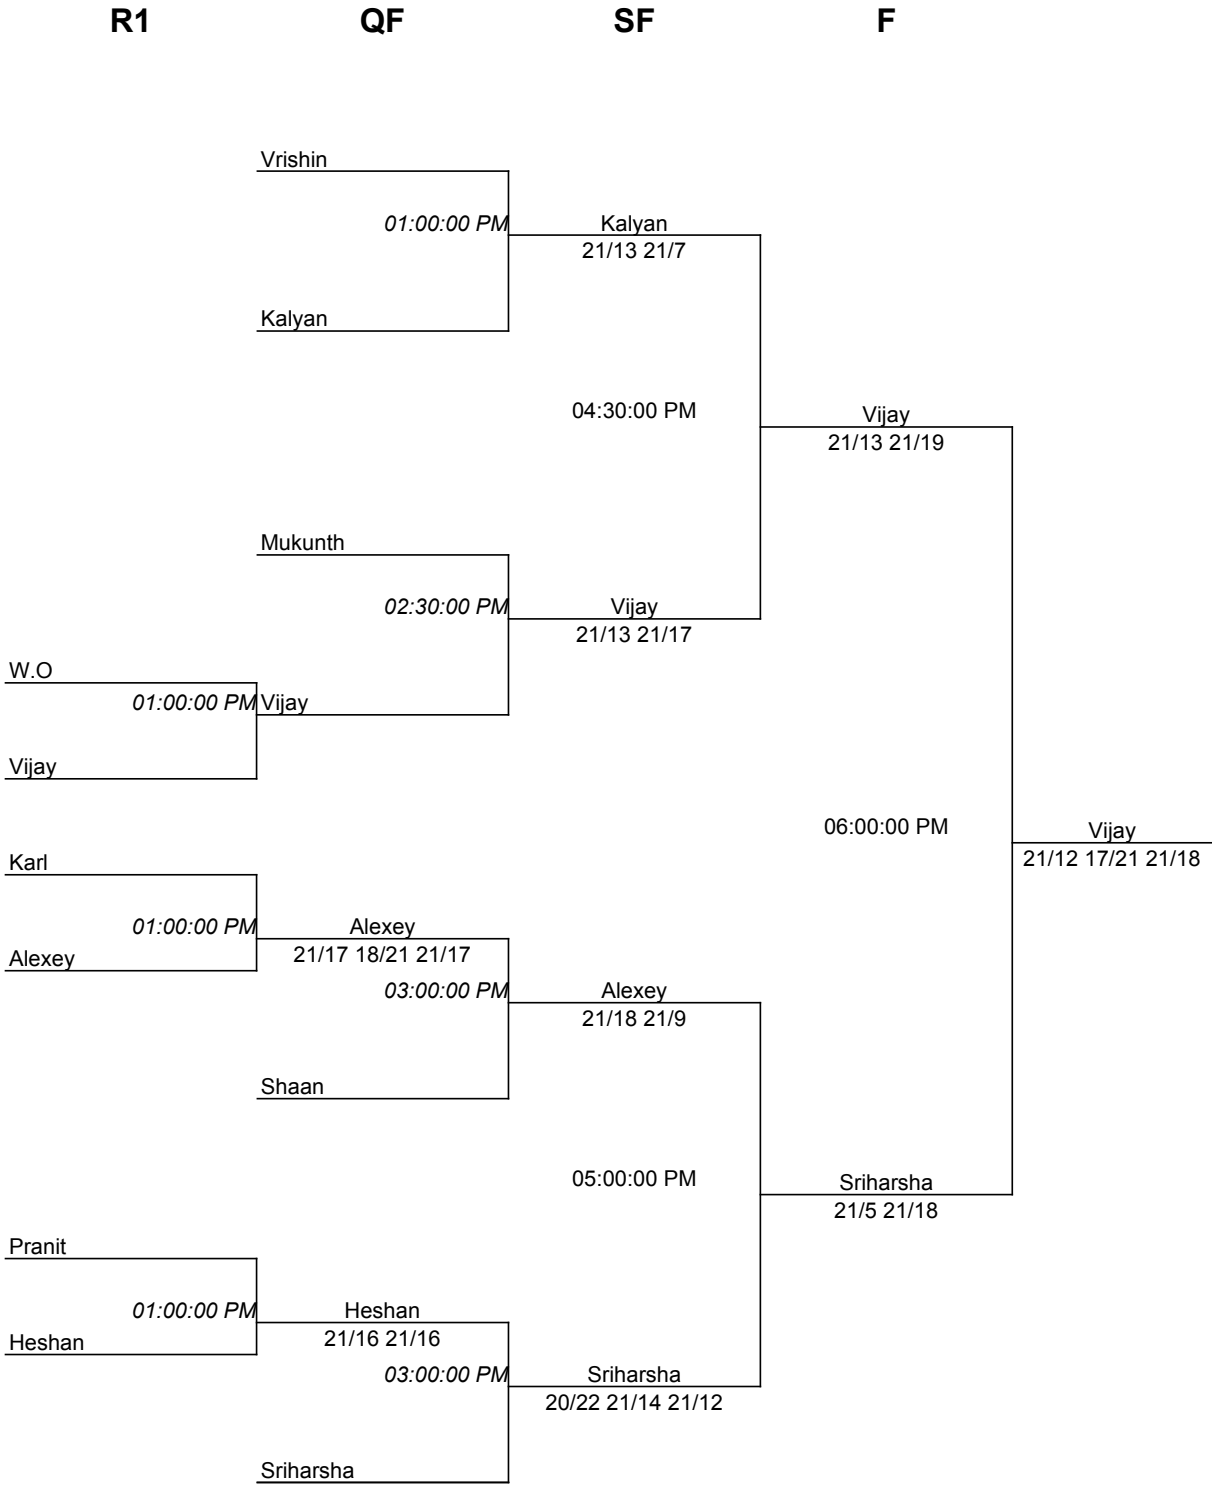 R1 QF SF F
Vrishin
01:00:00 PM Kalyan
21/13 21/7
Kalyan
04:30:00 PM Vijay
21/13 21/19
Mukunth
02:30:00 PM Vijay
21/13 21/17
W.O
01:00:00 PM Vijay
Vijay
06:00:00 PM Vijay
21/12 17/21 21/18
Karl
01:00:00 PM Alexey
Alexey 21/17 18/21 21/17
03:00:00 PM Alexey
21/18 21/9
Shaan
05:00:00 PM Sriharsha
21/5 21/18
Pranit
01:00:00 PM Heshan
Heshan 21/16 21/16
03:00:00 PM Sriharsha
20/22 21/14 21/12
Sriharsha